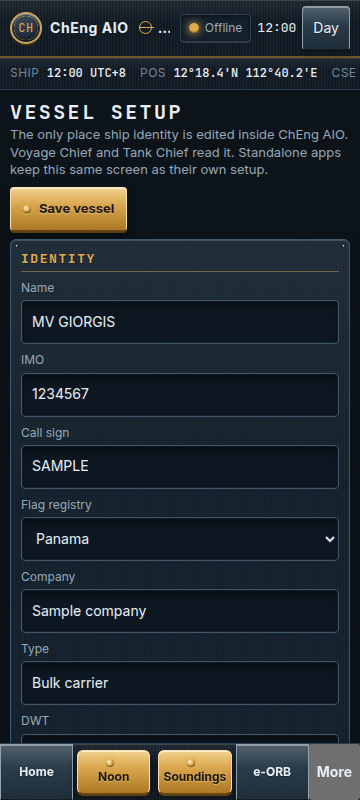 CH ChEng AIO ... Offline 12:00 Day
SHIP 12:00 UTC+8 POS 12°18.4'N 112°40.2'E CSE
VESSEL SETUP
The only place ship identity is edited inside ChEng AIO.
Voyage Chief and Tank Chief read it. Standalone apps
keep this same screen as their own setup.
Save vessel
IDENTITY
Name
MV GIORGIS
IMO
1234567
Call sign
SAMPLE
Flag registry
Panama
Company
Sample company
Type
Bulk carrier
DWT
Home Noon Soundings e-ORB More